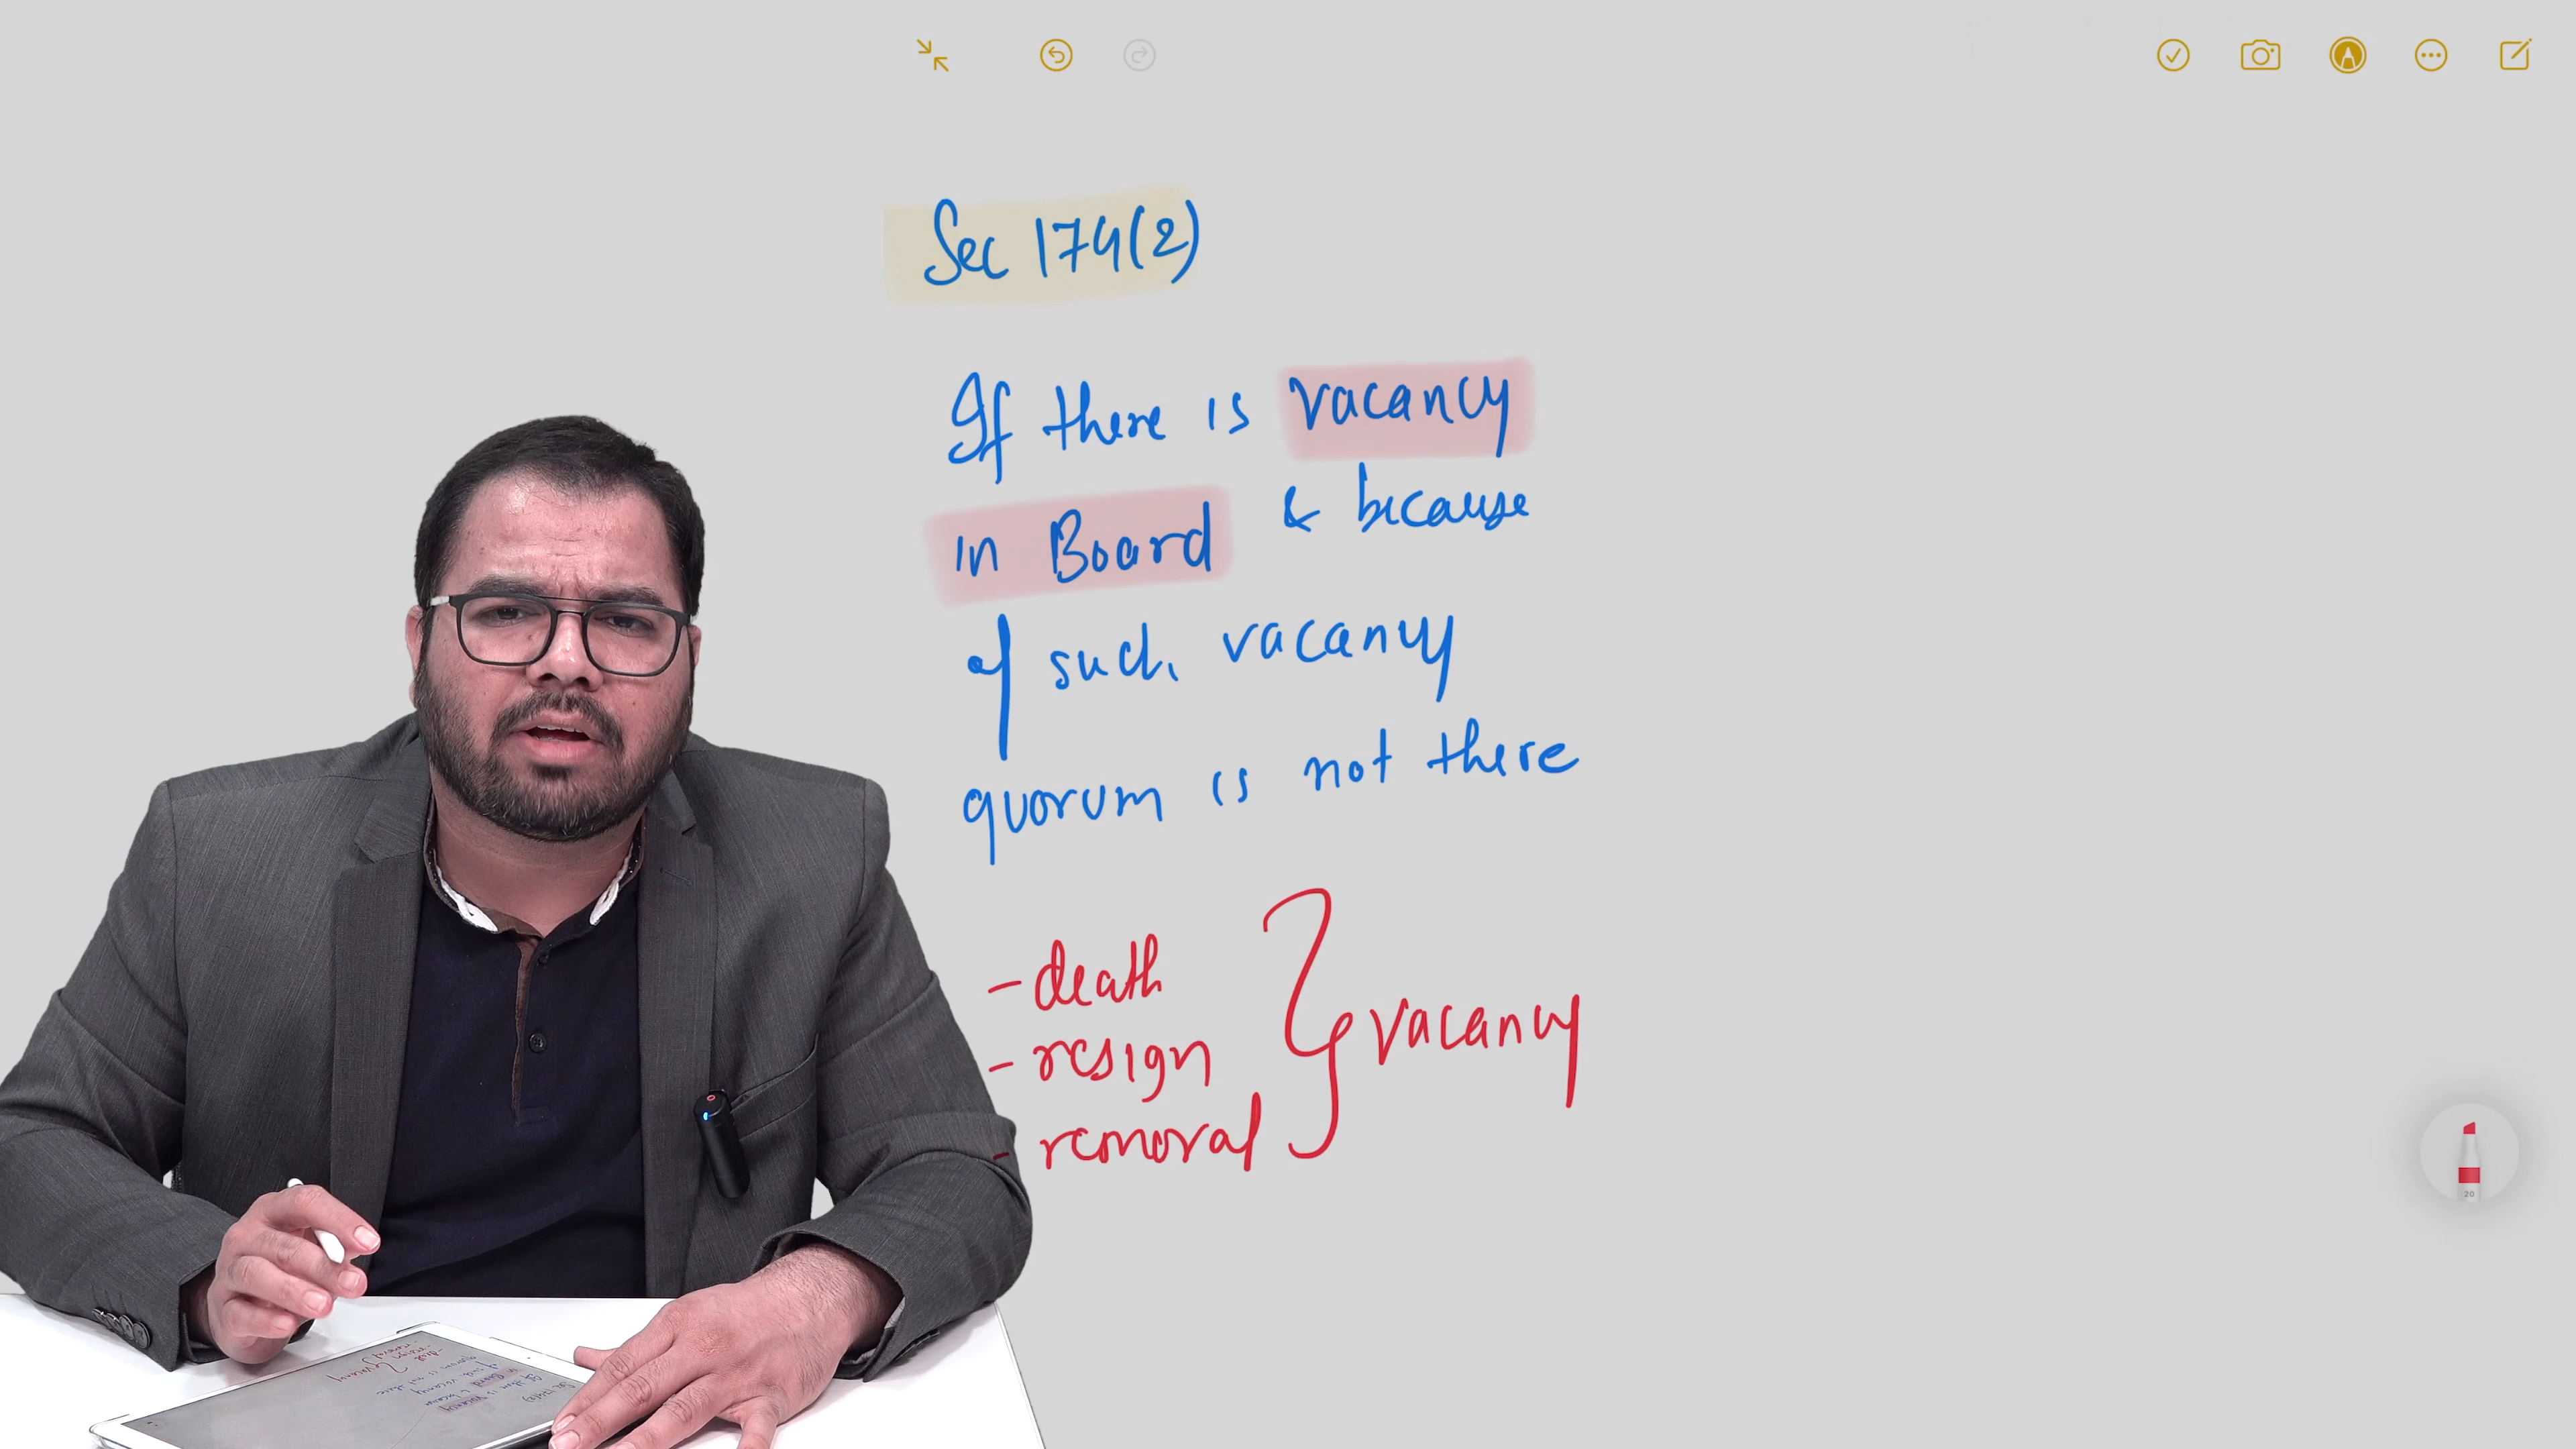 Sec 174(2)
If there is vacancy
in Board & because
of such vacancy
quorum is not there
- death
- resign
- removal
} vacancy
20